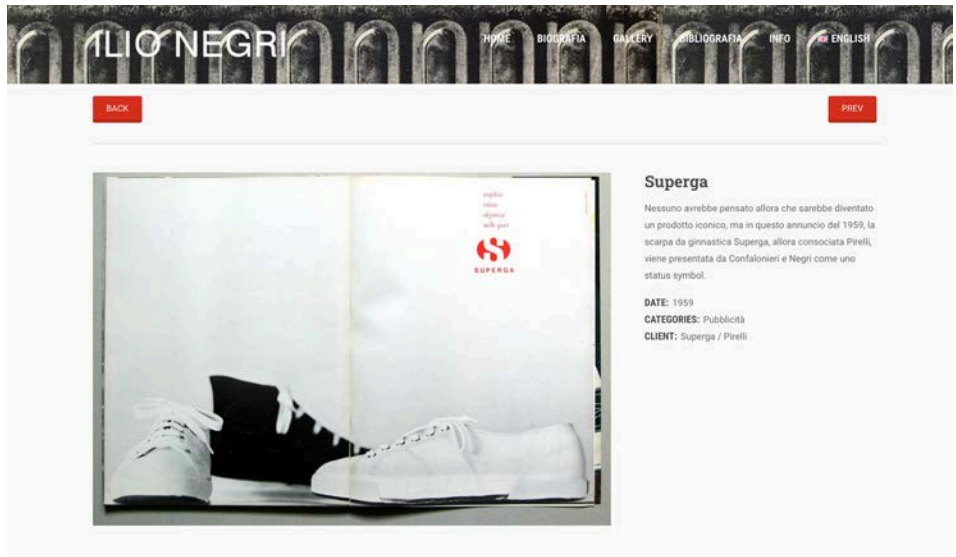 ILIO NEGRI
HOME BIOGRAFIA GALLERY BIBLIOGRAFIA INFO ENGLISH
BACK
PREV
Superga
Nessuno avrebbe pensato allora che sarebbe diventato
un prodotto iconico, ma in questo annuncio del 1959, la
scarpa da ginnastica Superga, allora consociata Pirelli,
viene presentata da Confalonieri e Negri come uno
status symbol.
DATE: 1959
CATEGORIES: Pubblicità
CLIENT: Superga / Pirelli
S
SUPERGA